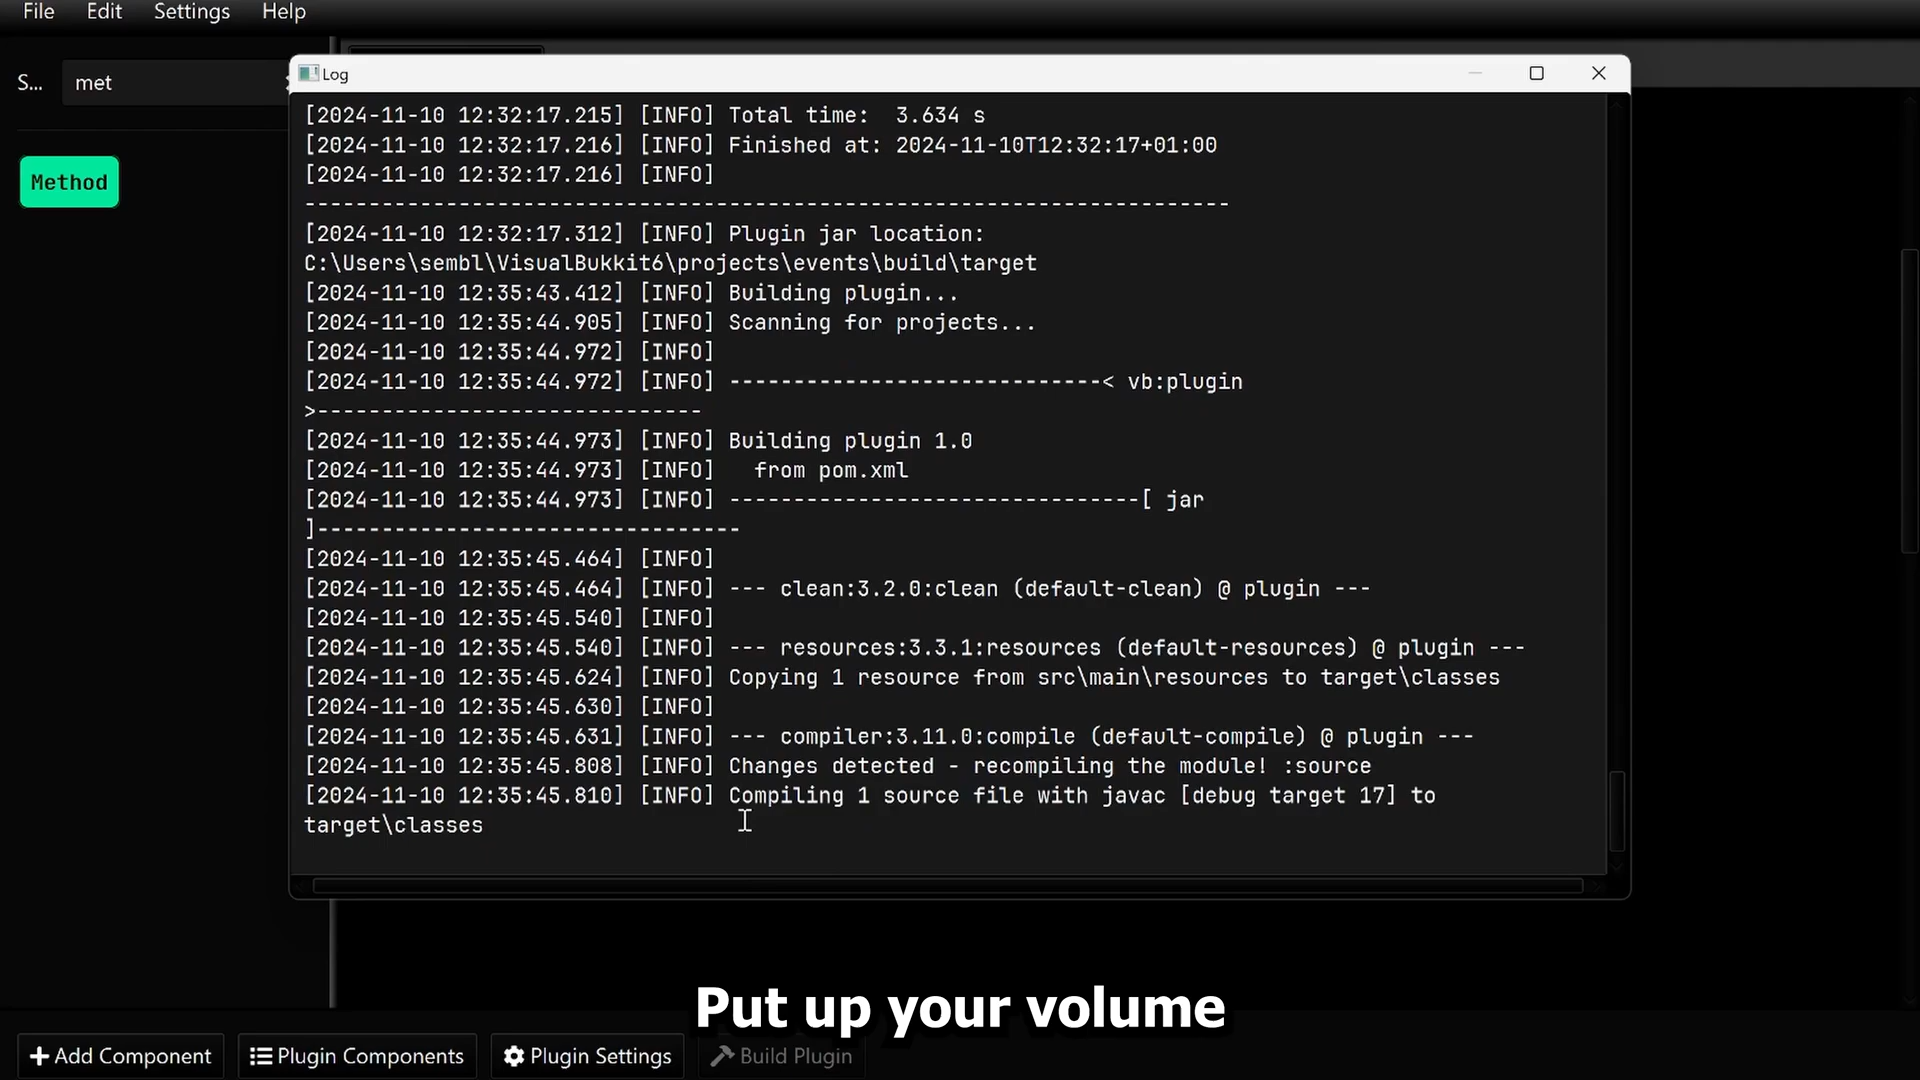 File Edit Settings Help
Log
S... met
Method
[2024-11-10 12:32:17.215] [INFO] Total time:  3.634 s
[2024-11-10 12:32:17.216] [INFO] Finished at: 2024-11-10T12:32:17+01:00
[2024-11-10 12:32:17.216] [INFO]
------------------------------------------------------------------------
[2024-11-10 12:32:17.312] [INFO] Plugin jar location:
C:\Users\sembl\VisualBukkit6\projects\events\build\target
[2024-11-10 12:35:43.412] [INFO] Building plugin...
[2024-11-10 12:35:44.905] [INFO] Scanning for projects...
[2024-11-10 12:35:44.972] [INFO]
[2024-11-10 12:35:44.972] [INFO] -----------------------------< vb:plugin
>------------------------------
[2024-11-10 12:35:44.973] [INFO] Building plugin 1.0
[2024-11-10 12:35:44.973] [INFO]   from pom.xml
[2024-11-10 12:35:44.973] [INFO] --------------------------------[ jar
]---------------------------------
[2024-11-10 12:35:45.464] [INFO]
[2024-11-10 12:35:45.464] [INFO] --- clean:3.2.0:clean (default-clean) @ plugin ---
[2024-11-10 12:35:45.540] [INFO]
[2024-11-10 12:35:45.540] [INFO] --- resources:3.3.1:resources (default-resources) @ plugin ---
[2024-11-10 12:35:45.624] [INFO] Copying 1 resource from src\main\resources to target\classes
[2024-11-10 12:35:45.630] [INFO]
[2024-11-10 12:35:45.631] [INFO] --- compiler:3.11.0:compile (default-compile) @ plugin ---
[2024-11-10 12:35:45.808] [INFO] Changes detected - recompiling the module! :source
[2024-11-10 12:35:45.810] [INFO] Compiling 1 source file with javac [debug target 17] to
target\classes
Put up your volume
Add Component Plugin Components Plugin Settings Build Plugin